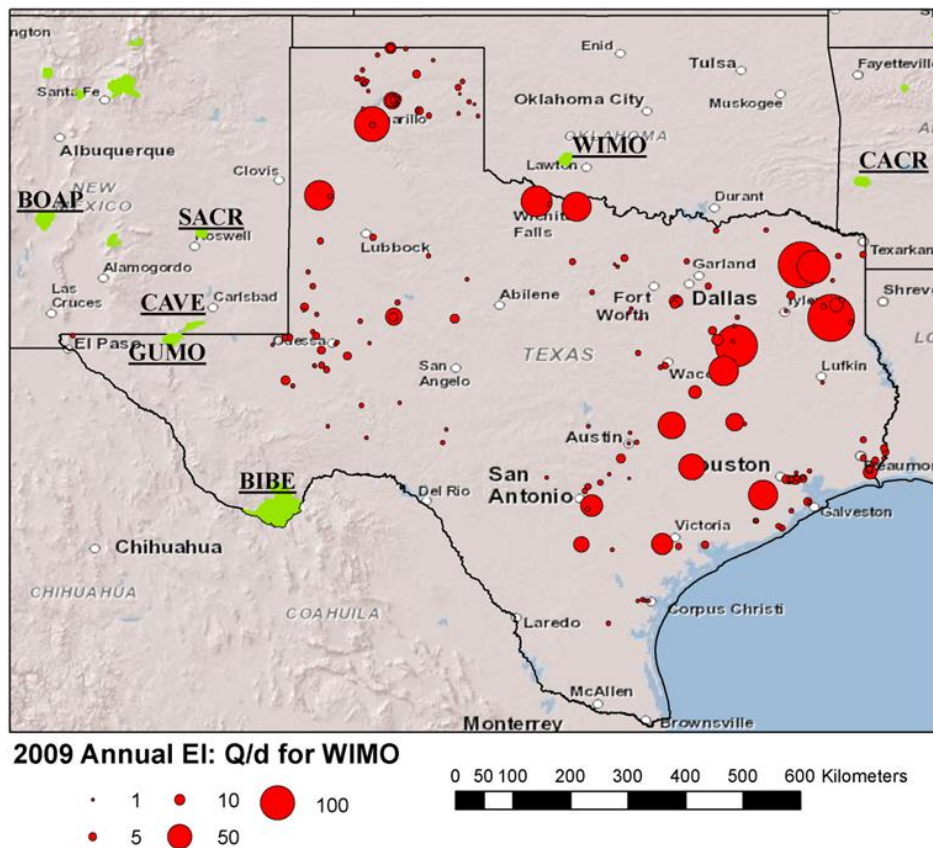 ington
Enid
Tulsa
Fayetteville
Santa Fe
Oklahoma City
Muskogee
arillo
OKLAHOMA
Albuquerque
WIMO
Lawton
CACR
Clovis
NEW
MEXICO
BOAP
SACR
Roswell
Wichita
Falls
Durant
Lubbock
Texarkana
Alamogordo
Garland
Las
Cruces
CAVE
Carlsbad
Abilene
Fort
Worth
Dallas
Tyler
Shreve
El Paso
GUMO
Odessa
TEXAS
San
Angelo
Waco
Lufkin
Austin
BIBE
San
Antonio
ouston
Beaumont
Del Rio
Galveston
Victoria
Chihuahua
CHIHUAHUA
COAHUILA
Corpus Christi
Laredo
McAllen
Monterrey
Brownsville
2009 Annual EI: Q/d for WIMO
1 10 100
5 50
0 50 100 200 300 400 500 600 Kilometers